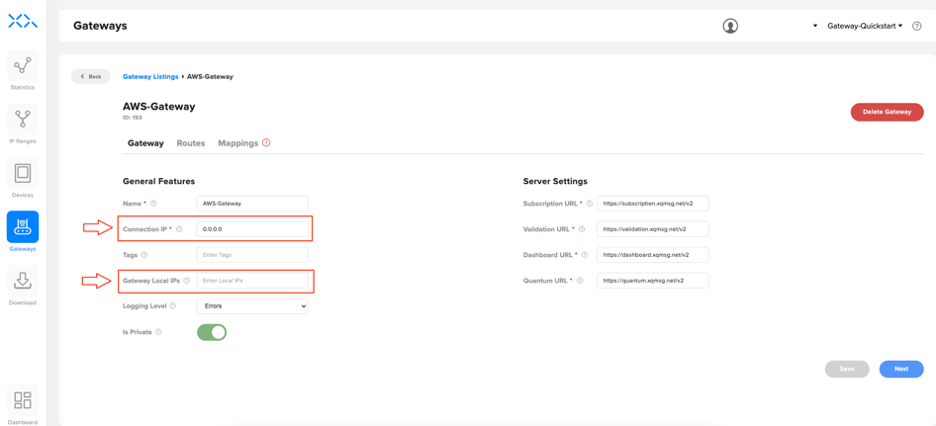 Gateways
Gateway-Quickstart
Statistics
IP Ranges
Devices
Gateways
Download
Dashboard
Back
Gateway Listings
AWS-Gateway
AWS-Gateway
ID: 153
Delete Gateway
Gateway Routes Mappings
General Features
Name *
AWS-Gateway
Connection IP *
0.0.0.0
Tags
Enter Tags
Gateway Local IPs
Enter Local IPs
Logging Level
Errors
Is Private
Server Settings
Subscription URL *
https://subscription.xqmsg.net/v2
Validation URL *
https://validation.xqmsg.net/v2
Dashboard URL *
https://dashboard.xqmsg.net/v2
Quantum URL *
https://quantum.xqmsg.net/v2
Save
Next